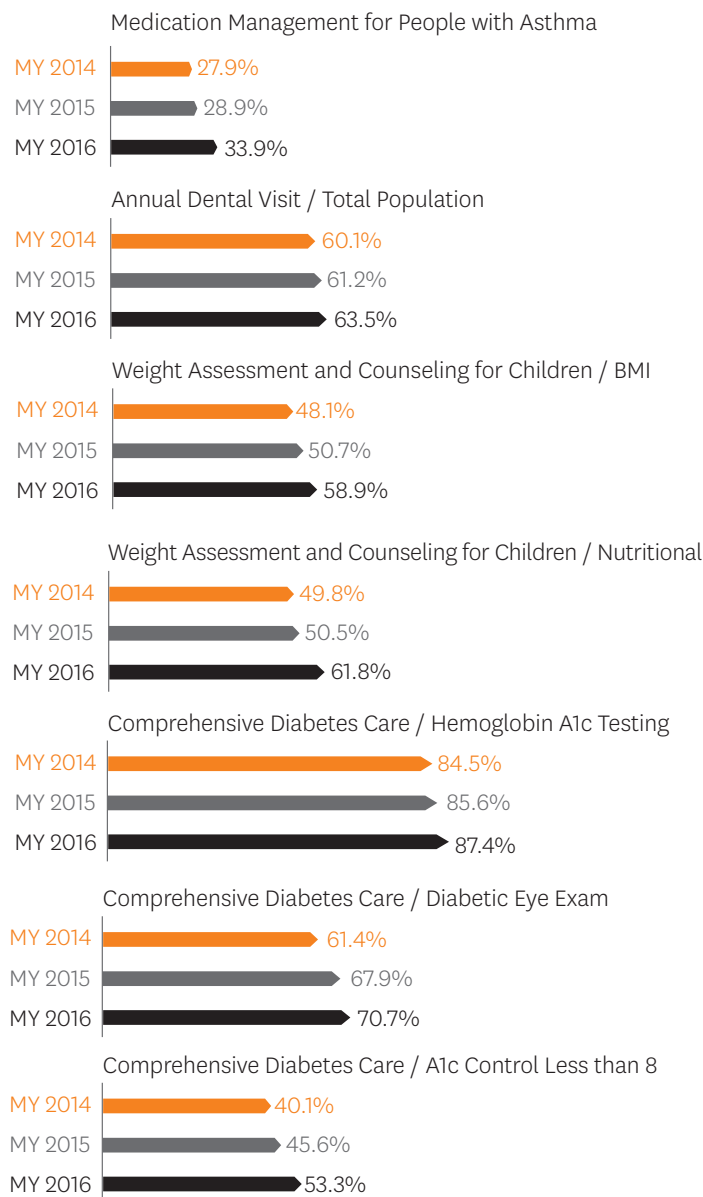 Medication Management for People with Asthma
MY 2014 27.9%
MY 2015 28.9%
MY 2016 33.9%
Annual Dental Visit / Total Population
MY 2014 60.1%
MY 2015 61.2%
MY 2016 63.5%
Weight Assessment and Counseling for Children / BMI
MY 2014 48.1%
MY 2015 50.7%
MY 2016 58.9%
Weight Assessment and Counseling for Children / Nutritional
MY 2014 49.8%
MY 2015 50.5%
MY 2016 61.8%
Comprehensive Diabetes Care / Hemoglobin A1c Testing
MY 2014 84.5%
MY 2015 85.6%
MY 2016 87.4%
Comprehensive Diabetes Care / Diabetic Eye Exam
MY 2014 61.4%
MY 2015 67.9%
MY 2016 70.7%
Comprehensive Diabetes Care / A1c Control Less than 8
MY 2014 40.1%
MY 2015 45.6%
MY 2016 53.3%